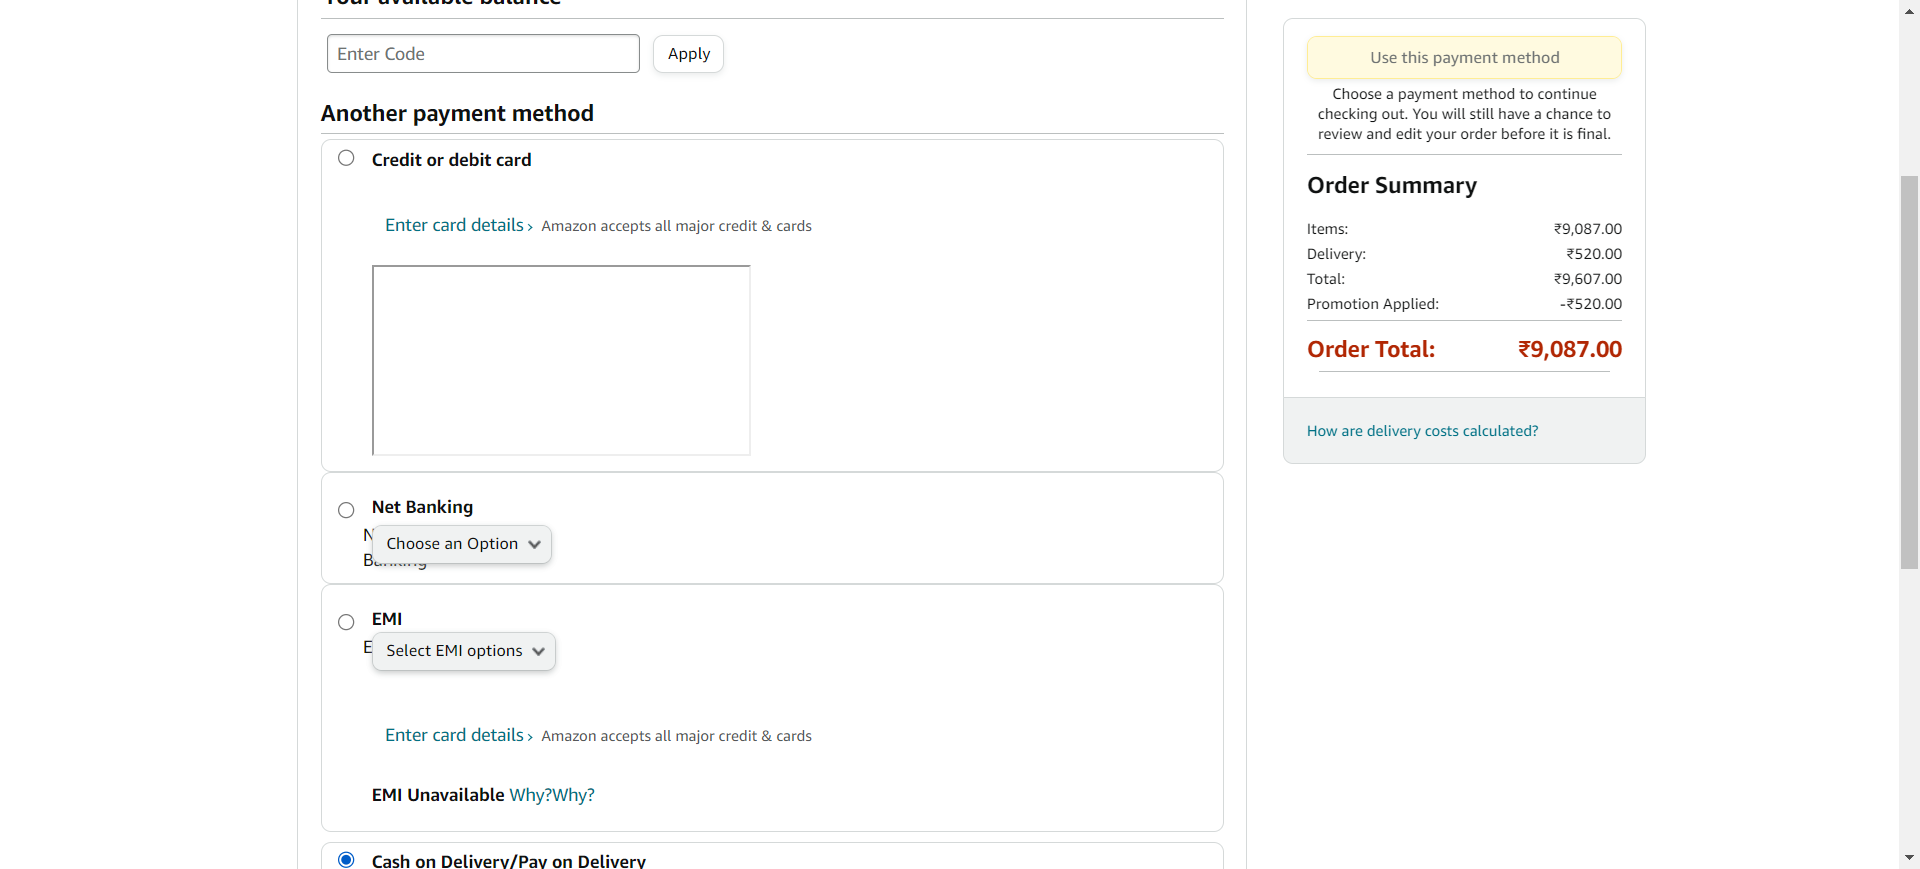 Your available balance
Enter Code
Apply
Another payment method
Credit or debit card
Enter card details › Amazon accepts all major credit & cards
Net Banking
Choose an Option
Banking
EMI
Select EMI options
Enter card details › Amazon accepts all major credit & cards
EMI Unavailable Why?Why?
Cash on Delivery/Pay on Delivery
Use this payment method
Choose a payment method to continue
checking out. You will still have a chance to
review and edit your order before it is final.
Order Summary
Items: ₹9,087.00
Delivery: ₹520.00
Total: ₹9,607.00
Promotion Applied: -₹520.00
Order Total: ₹9,087.00
How are delivery costs calculated?